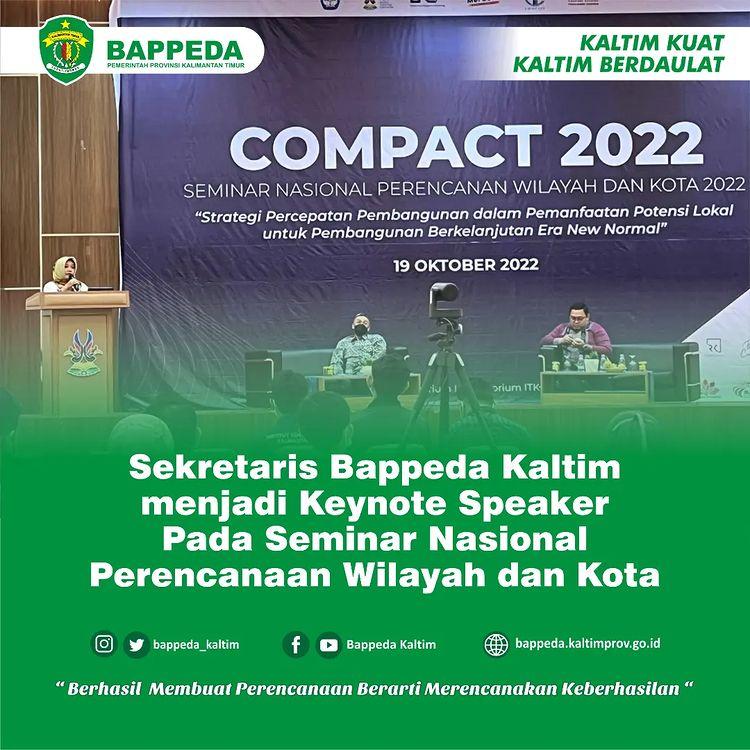 BAPPEDA
PEMERINTAH PROVINSI KALIMANTAN TIMUR
KALTIM KUAT
KALTIM BERDAULAT
COMPACT 2022
SEMINAR NASIONAL PERENCANAN WILAYAH DAN KOTA 2022
“Strategi Percepatan Pembangunan dalam Pemanfaatan Potensi Lokal
untuk Pembangunan Berkelanjutan Era New Normal”
19 OKTOBER 2022
Sekretaris Bappeda Kaltim
menjadi Keynote Speaker
Pada Seminar Nasional
Perencanaan Wilayah dan Kota
bappeda_kaltim
Bappeda Kaltim
bappeda.kaltimprov.go.id
“ Berhasil Membuat Perencanaan Berarti Merencanakan Keberhasilan “